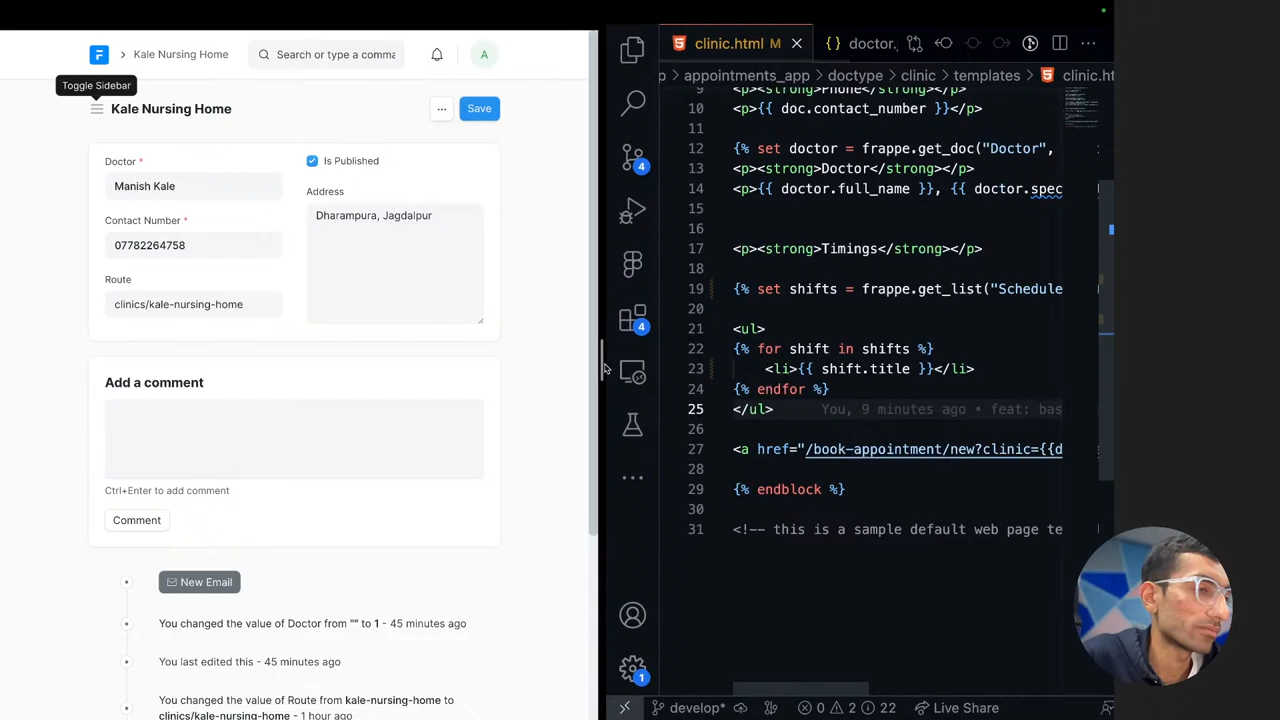 Kale Nursing Home
Search or type a comma
A
Toggle Sidebar
Kale Nursing Home
...
Save
Doctor *
Manish Kale
Contact Number *
07782264758
Route
clinics/kale-nursing-home
Is Published
Address
Dharampura, Jagdalpur
Add a comment
Ctrl+Enter to add comment
Comment
New Email
You changed the value of Doctor from "" to 1 - 45 minutes ago
You last edited this - 45 minutes ago
You changed the value of Route from kale-nursing-home to
clinics/kale-nursing-home - 1 hour ago
4
4
1
clinic.html M
{} doctor.
p > appointments_app > doctype > clinic > templates > clinic.ht
9 <p><strong>Phone</strong></p>
10 <p>{{ doc.contact_number }}</p>
11
12 {% set doctor = frappe.get_doc("Doctor",
13 <p><strong>Doctor</strong></p>
14 <p>{{ doctor.full_name }}, {{ doctor.spec
15
16
17 <p><strong>Timings</strong></p>
18
19 {% set shifts = frappe.get_list("Schedule
20
21 <ul>
22 {% for shift in shifts %}
23 <li>{{ shift.title }}</li>
24 {% endfor %}
25 </ul> You, 9 minutes ago • feat: bas
26
27 <a href="/book-appointment/new?clinic={{d
28
29 {% endblock %}
30
31 <!-- this is a sample default web page te
develop* 0 2 22 Live Share